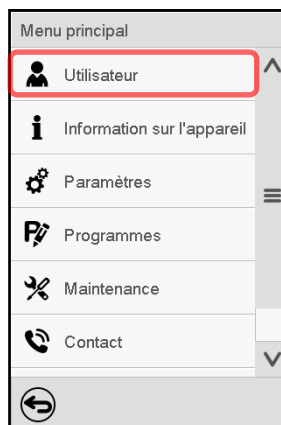 Menu principal
Utilisateur
Information sur l'appareil
Paramètres
Programmes
Maintenance
Contact